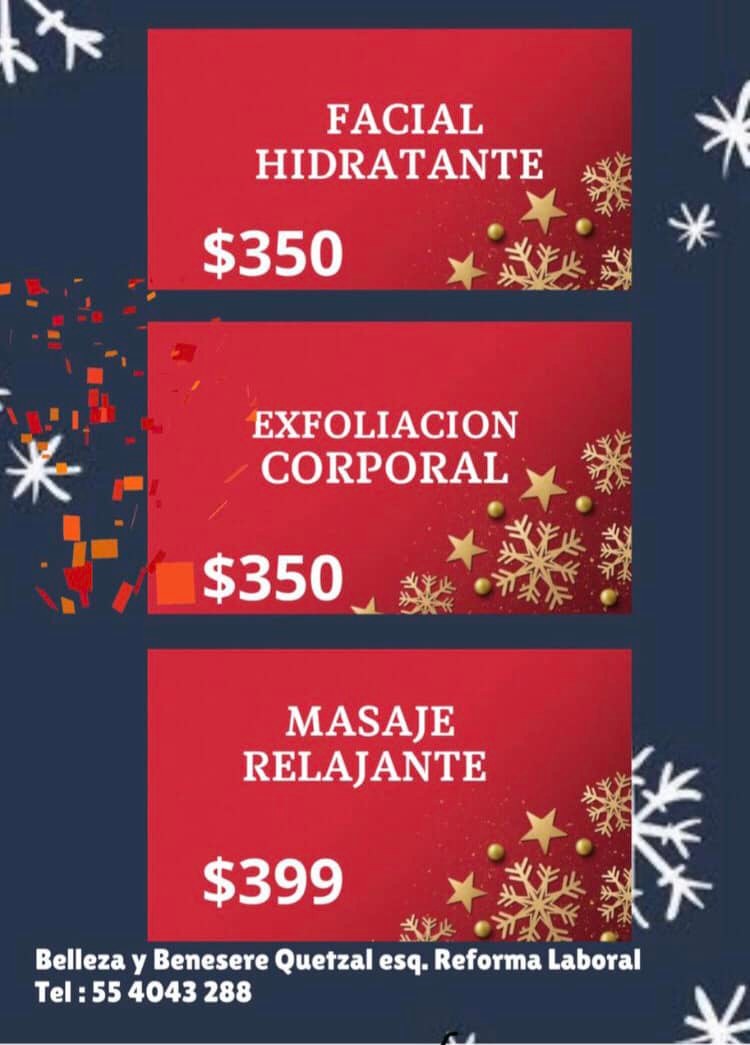 FACIAL
HIDRATANTE
$350
EXFOLIACION
CORPORAL
$350
MASAJE
RELAJANTE
$399
Belleza y Benesere Quetzal esq. Reforma Laboral
Tel : 55 4043 288